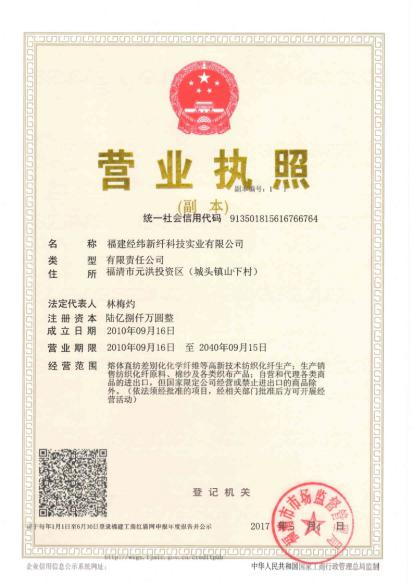 营业执照
(副本)
副本编号：1
统一社会信用代码 913501815616766764
名称 福建经纬新纤科技实业有限公司
类型 有限责任公司
住所 福清市元洪投资区（城头镇山下村）
法定代表人 林梅灼
注册资本 陆亿捌仟万圆整
成立日期 2010年09月16日
营业期限 2010年09月16日 至 2040年09月15日
经营范围 熔体直纺差别化化学纤维等高新技术纺织化纤生产；生产销
售纺织化纤原料、棉纱及各类织布产品；自营和代理各类商
品的进出口，但国家限定公司经营或禁止进出口的商品除
外。（依法须经批准的项目，经相关部门批准后方可开展经
营活动）
登记机关
福清市市场监督管理局
2017 年 月 日
请于每年1月1日至6月30日登录福建工商红盾网申报年度报告并公示
企业信用信息公示系统网址：
中华人民共和国国家工商行政管理总局监制